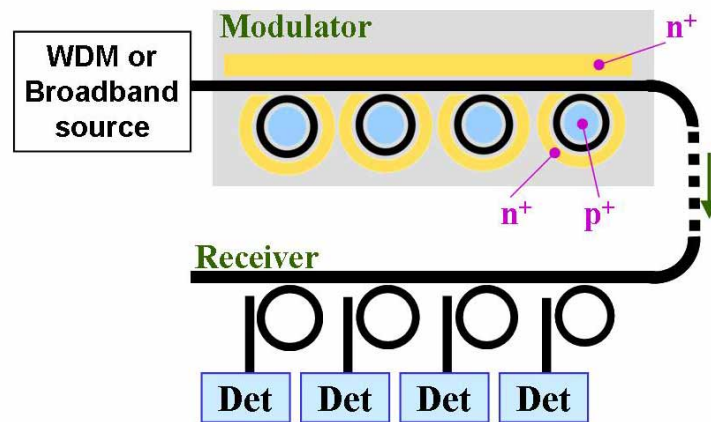 Modulator
n⁺
WDM or
Broadband
source
n⁺
p⁺
Receiver
Det
Det
Det
Det